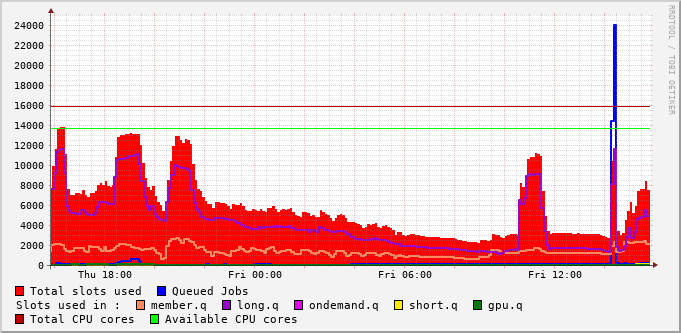 RRDTOOL / TOBI OETIKER
24000
22000
20000
18000
16000
14000
12000
10000
8000
6000
4000
2000
0
Thu 18:00 Fri 00:00 Fri 06:00 Fri 12:00
Total slots used Queued Jobs
Slots used in : member.q long.q ondemand.q short.q gpu.q
Total CPU cores Available CPU cores